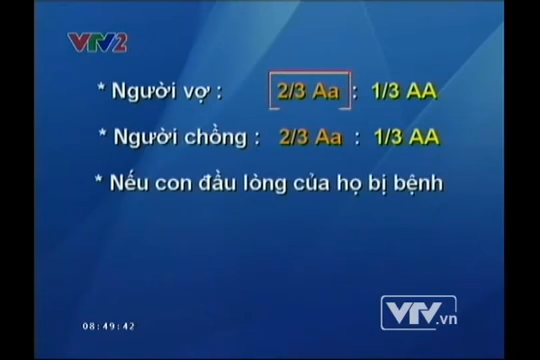 VTV2
* Người vợ : 2/3 Aa : 1/3 AA
* Người chồng : 2/3 Aa : 1/3 AA
* Nếu con đầu lòng của họ bị bệnh
08:49:42
VTV.vn